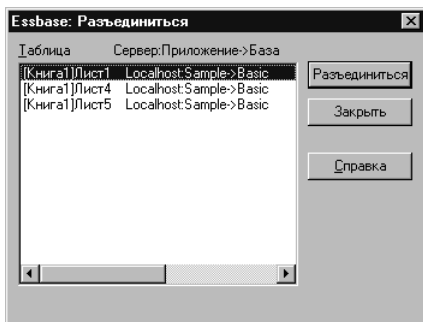 Essbase: Разъединиться
Таблица Сервер:Приложение->База
[Книга1]Лист1 Localhost:Sample->Basic
[Книга1]Лист4 Localhost:Sample->Basic
[Книга1]Лист5 Localhost:Sample->Basic
Разъединиться
Закрыть
Справка